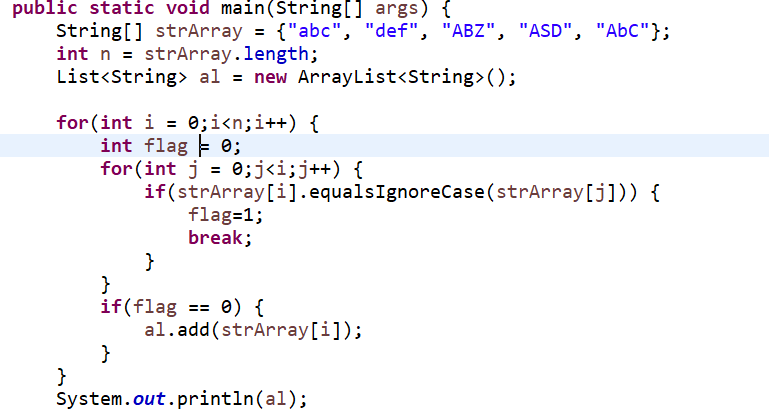 public static void main(String[] args) {
    String[] strArray = {"abc", "def", "ABZ", "ASD", "AbC"};
    int n = strArray.length;
    List<String> al = new ArrayList<String>();

    for(int i = 0;i<n;i++) {
        int flag = 0;
        for(int j = 0;j<i;j++) {
            if(strArray[i].equalsIgnoreCase(strArray[j])) {
                flag=1;
                break;
            }
        }
        if(flag == 0) {
            al.add(strArray[i]);
        }
    }
    System.out.println(al);